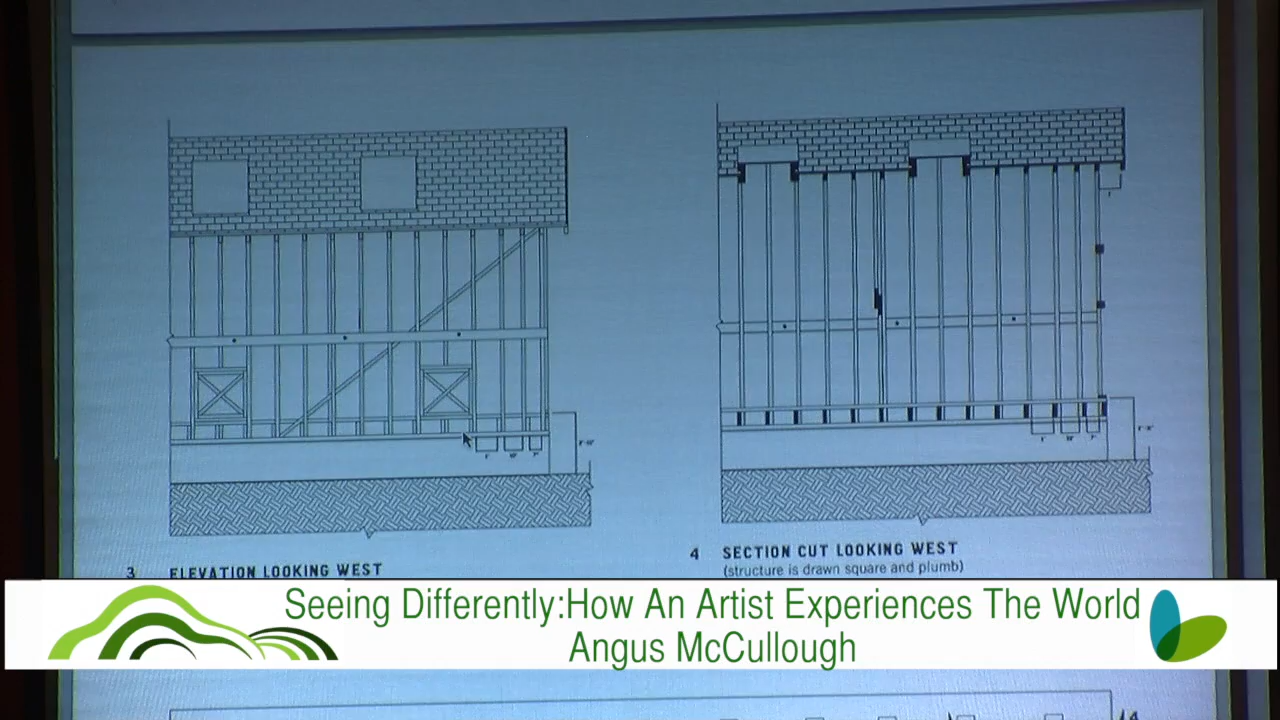 3 ELEVATION LOOKING WEST
4 SECTION CUT LOOKING WEST
(structure is drawn square and plumb)
Seeing Differently:How An Artist Experiences The World
Angus McCullough